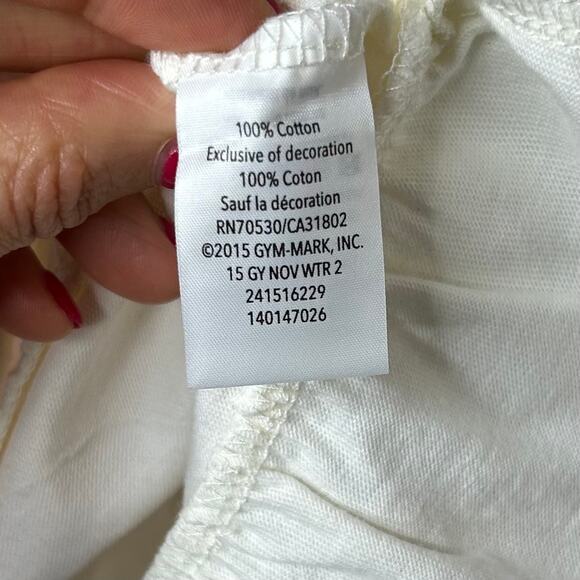 100% Cotton
Exclusive of decoration
100% Coton
Sauf la décoration
RN70530/CA31802
©2015 GYM-MARK, INC.
15 GY NOV WTR 2
241516229
140147026